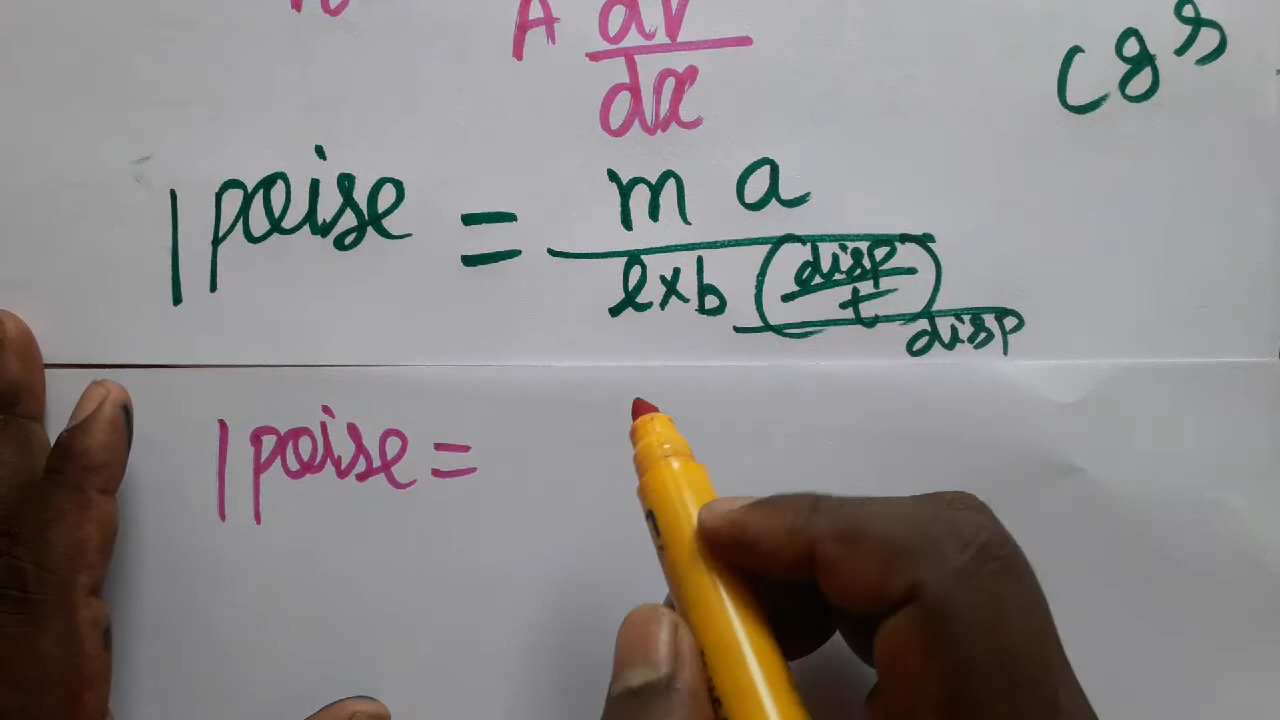 A dv
dx
cgs
1 poise = m a
l×b (disp
t)
disp
1 poise =